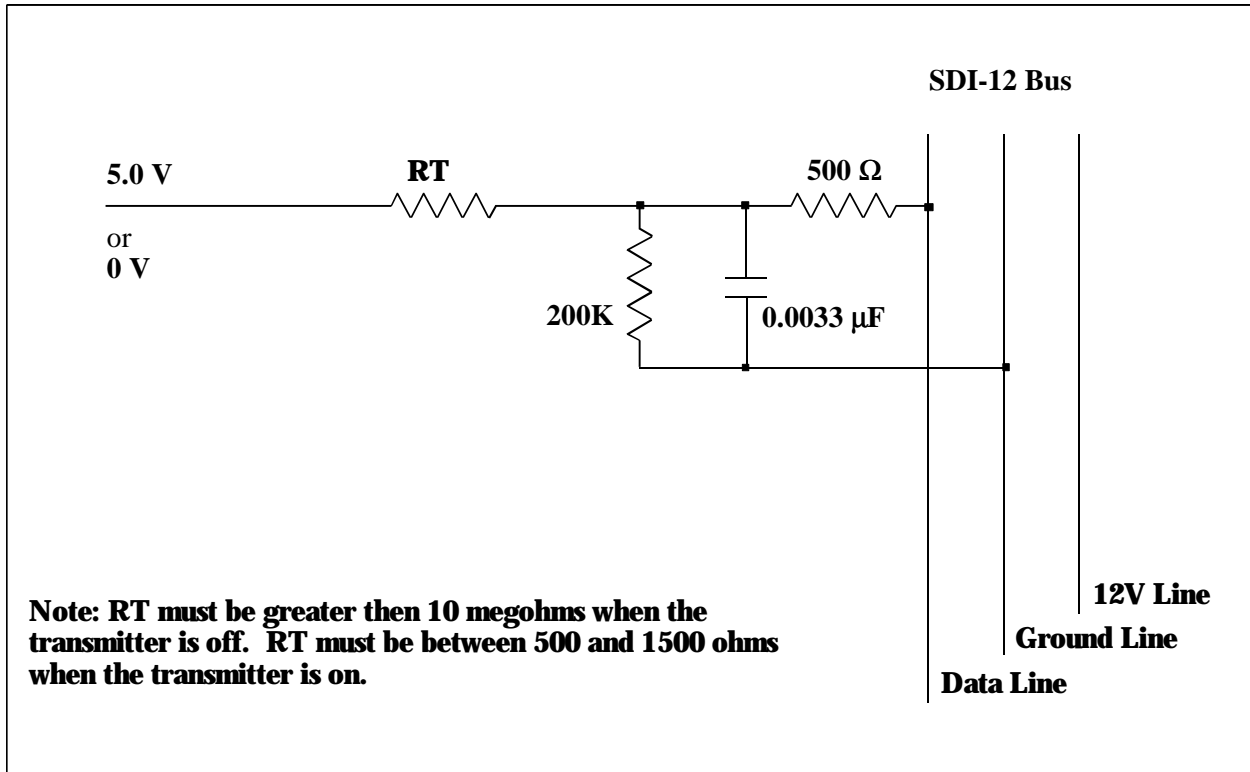 SDI-12 Bus
5.0 V
RT
500 Ω
or
0 V
200K
0.0033 µF
12V Line
Note: RT must be greater then 10 megohms when the
transmitter is off. RT must be between 500 and 1500 ohms
when the transmitter is on.
Ground Line
Data Line